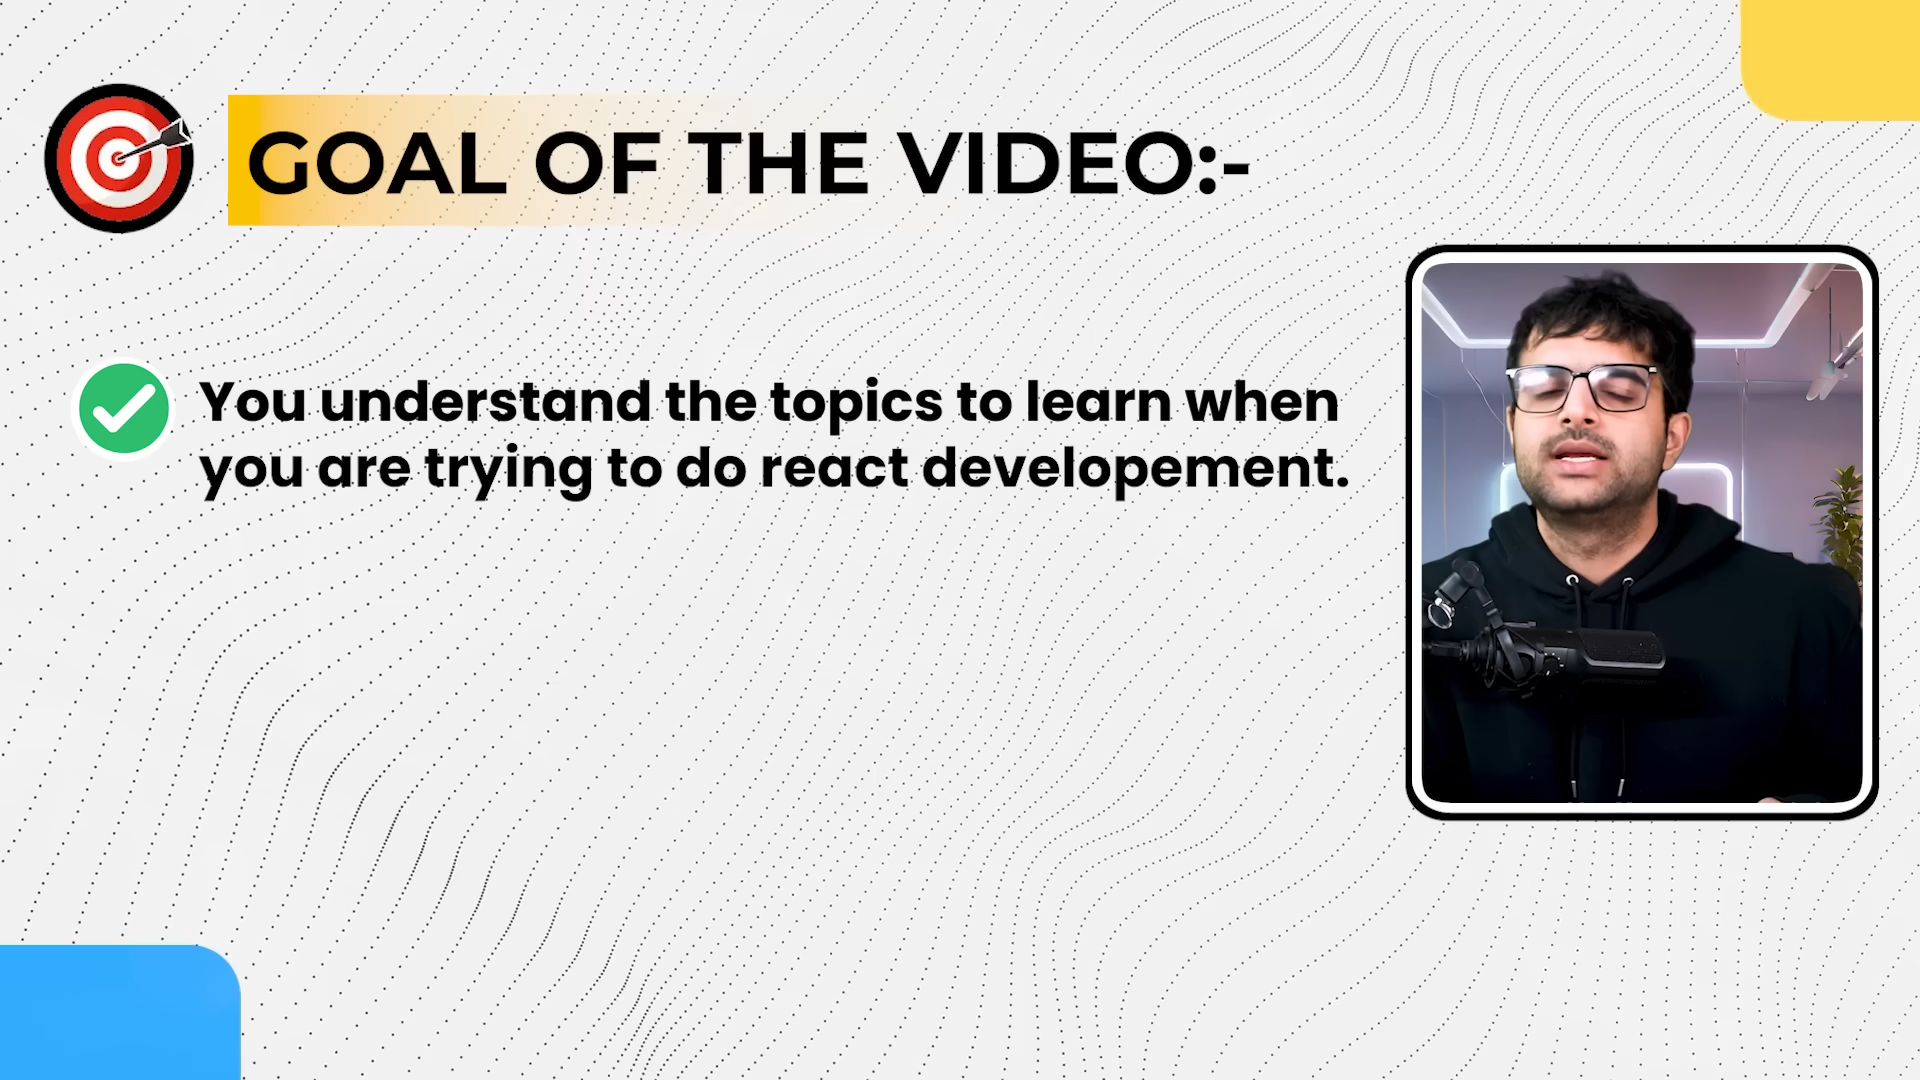 GOAL OF THE VIDEO:-
You understand the topics to learn when
you are trying to do react developement.